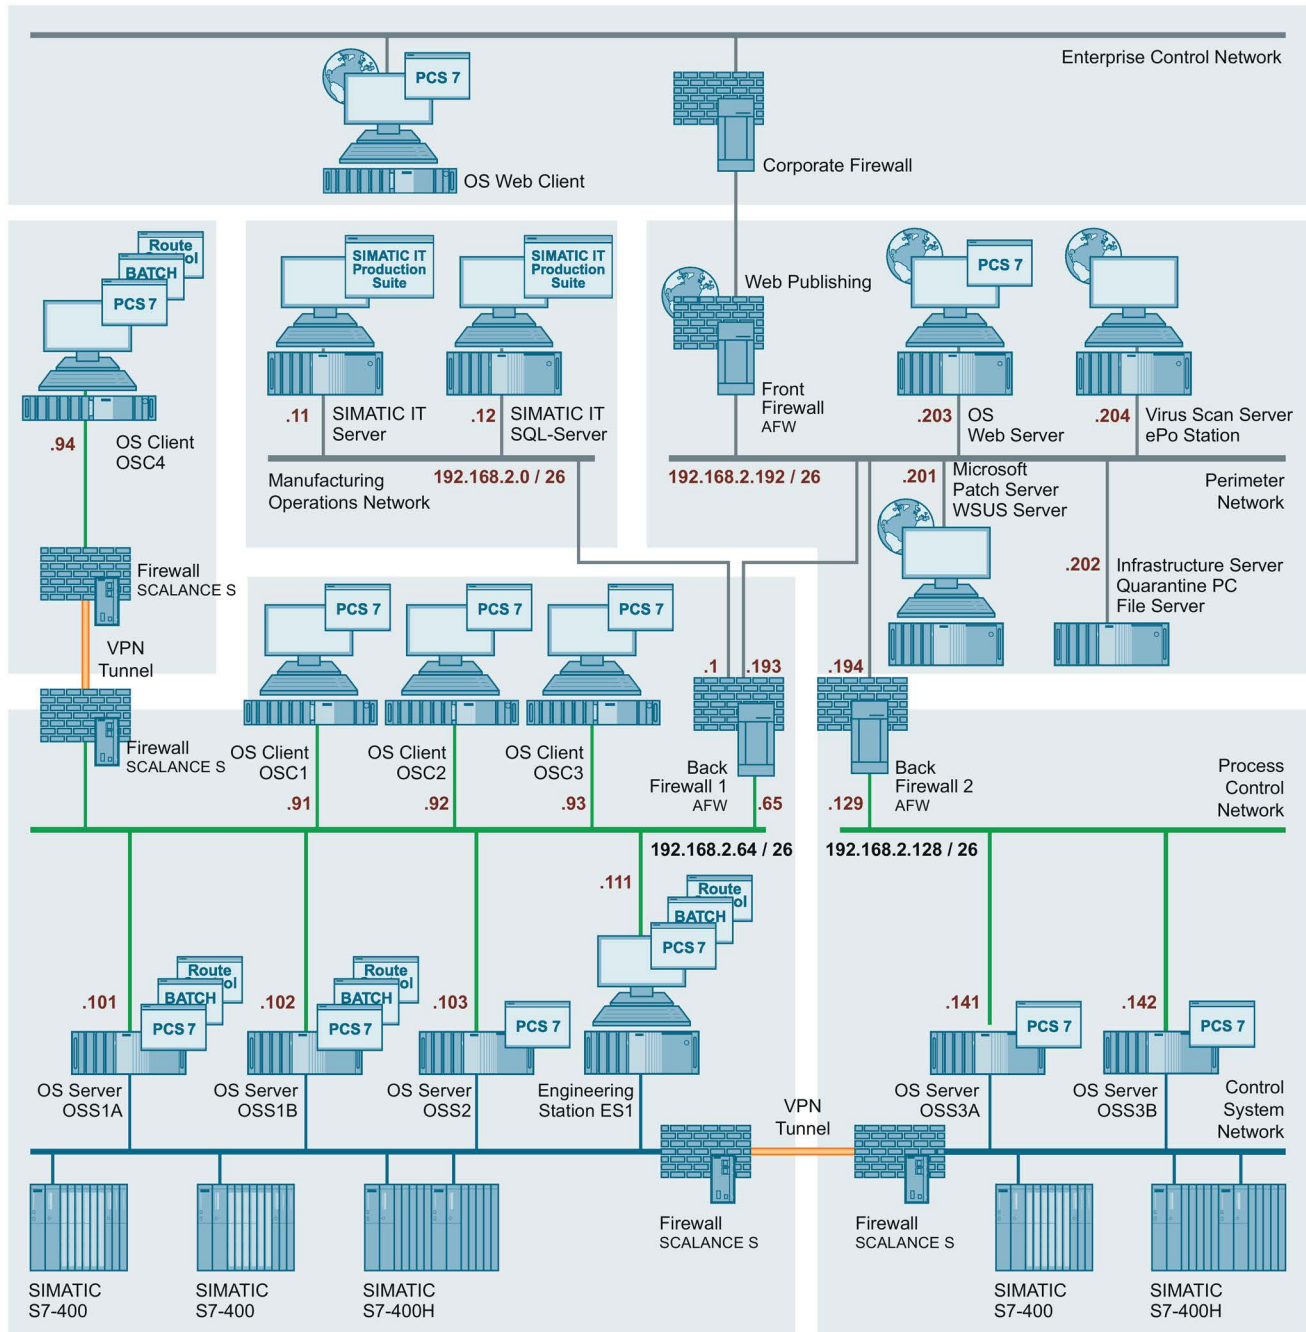 Enterprise Control Network
PCS 7
OS Web Client
Corporate Firewall
Route
BATCH
PCS 7
.94
OS Client
OSC4
SIMATIC IT
Production
Suite
SIMATIC IT
Production
Suite
.11
SIMATIC IT
Server
.12
SIMATIC IT
SQL-Server
Manufacturing
Operations Network
192.168.2.0 / 26
Web Publishing
Front
Firewall
AFW
PCS 7
.203
OS
Web Server
.204
Virus Scan Server
ePo Station
192.168.2.192 / 26
.201
Microsoft
Patch Server
WSUS Server
Perimeter
Network
.202
Infrastructure Server
Quarantine PC
File Server
Firewall
SCALANCE S
VPN
Tunnel
Firewall
SCALANCE S
PCS 7
PCS 7
PCS 7
OS Client
OSC1
.91
OS Client
OSC2
.92
OS Client
OSC3
.93
.1
.193
.194
Back
Firewall 1
AFW
.65
.129
Back
Firewall 2
AFW
Process
Control
Network
192.168.2.64 / 26
192.168.2.128 / 26
.111
Route
BATCH
PCS 7
.101
Route
BATCH
PCS 7
.102
Route
BATCH
PCS 7
.103
PCS 7
.141
PCS 7
.142
PCS 7
OS Server
OSS1A
OS Server
OSS1B
OS Server
OSS2
Engineering
Station ES1
OS Server
OSS3A
OS Server
OSS3B
Control
System
Network
VPN
Tunnel
Firewall
SCALANCE S
Firewall
SCALANCE S
SIMATIC
S7-400
SIMATIC
S7-400
SIMATIC
S7-400H
SIMATIC
S7-400
SIMATIC
S7-400H